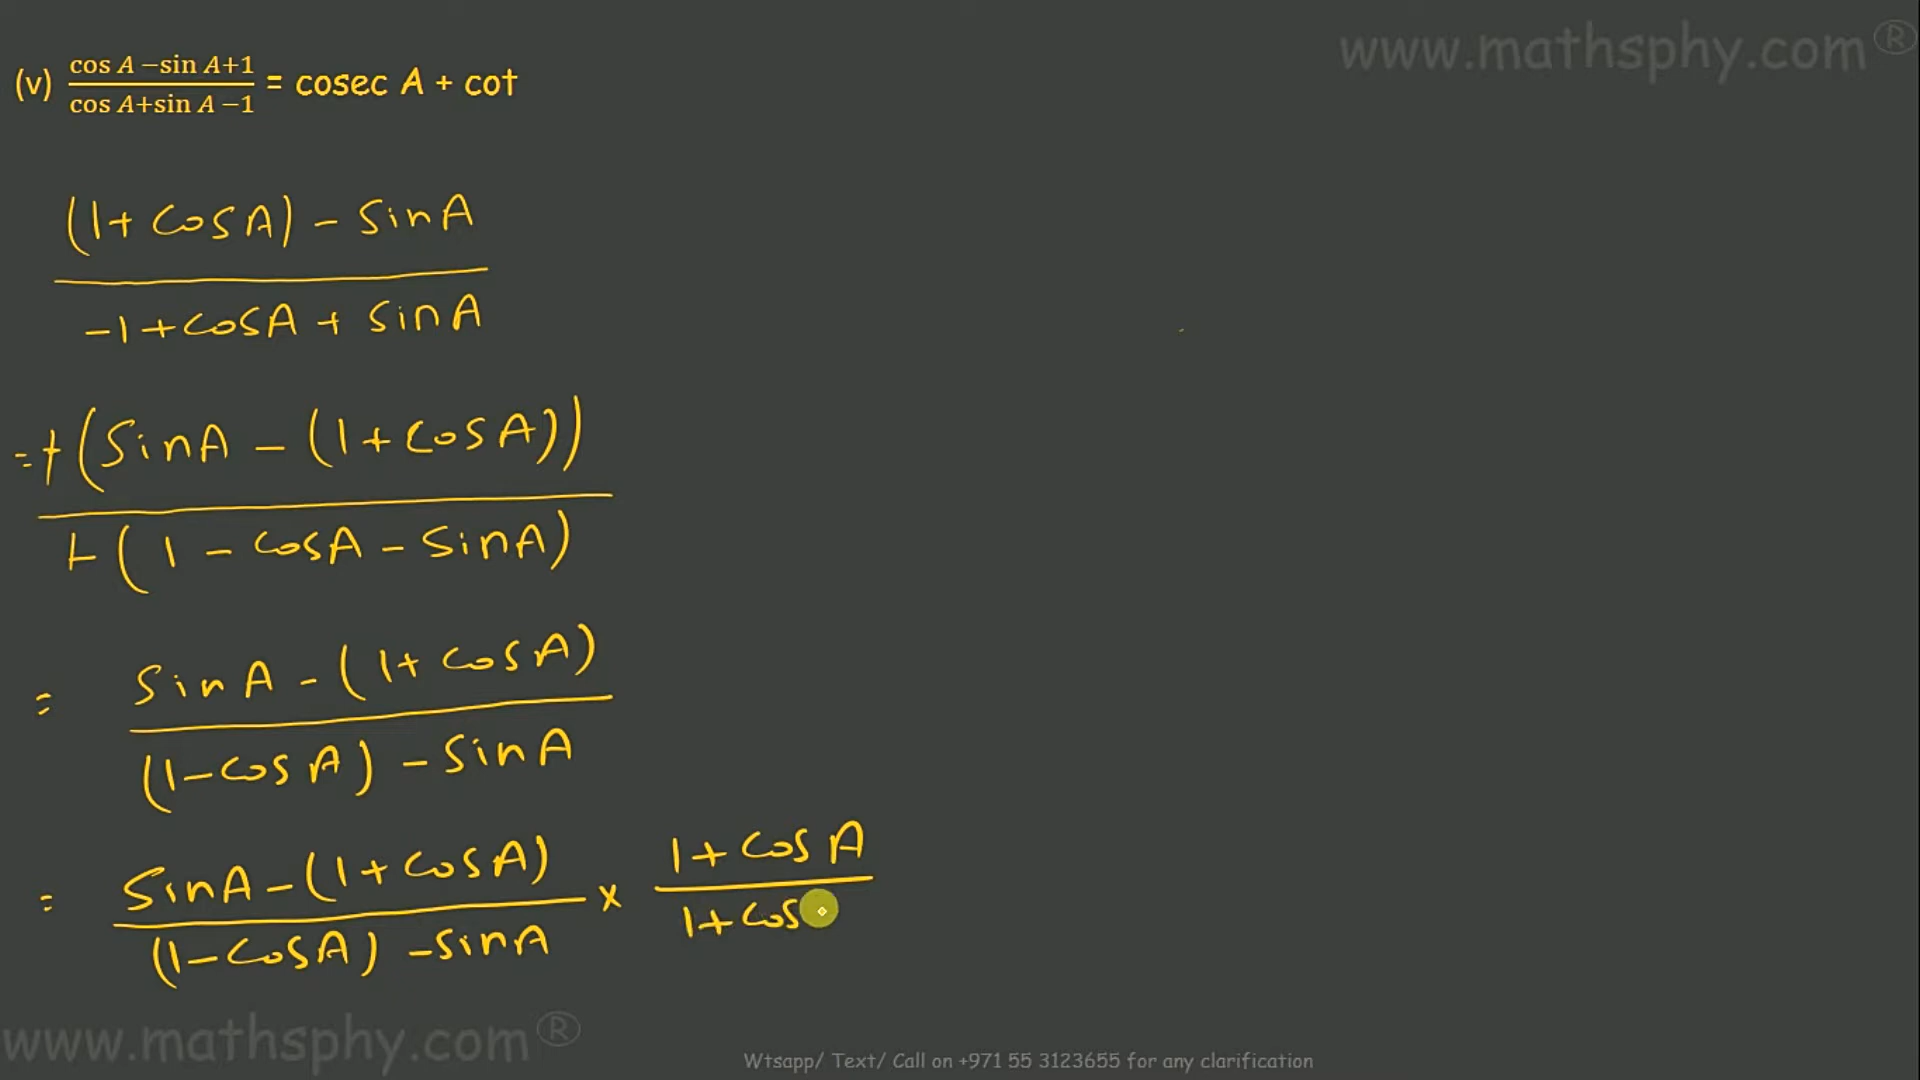 www.mathsphy.com®
(v) cos A −sin A+1 / cos A+sin A −1 = cosec A + cot
(1+ cosA) - sinA
-1+cosA + sinA
= -(sinA - (1+cosA))
-(1 - cosA - sinA)
= sinA - (1+ cosA)
(1-cosA) - sinA
= sinA - (1+cosA) x 1+ cosA
(1-cosA) -sinA 1+cos
www.mathsphy.com®
Wtsapp/ Text/ Call on +971 55 3123655 for any clarification